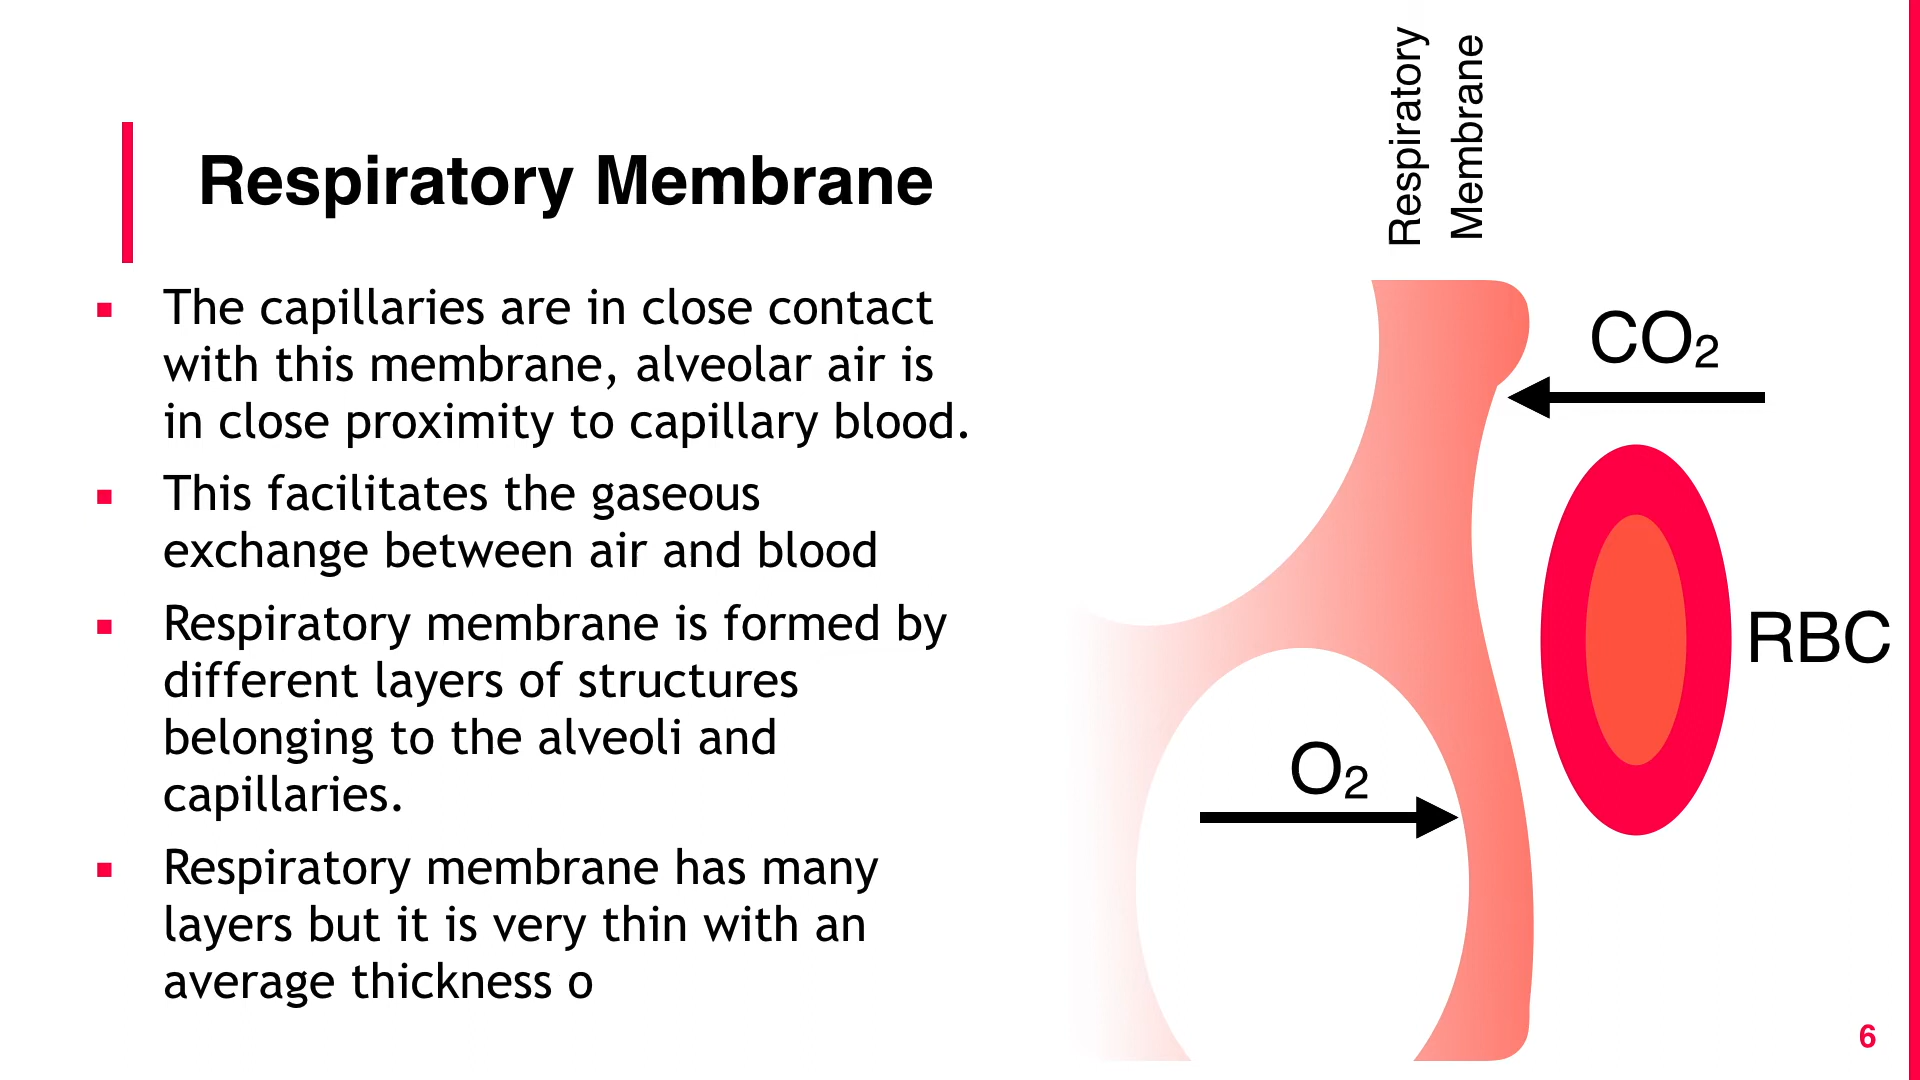 Respiratory Membrane
The capillaries are in close contact
with this membrane, alveolar air is
in close proximity to capillary blood.
This facilitates the gaseous
exchange between air and blood
Respiratory membrane is formed by
different layers of structures
belonging to the alveoli and
capillaries.
Respiratory membrane has many
layers but it is very thin with an
average thickness o
Respiratory
Membrane
CO₂
RBC
O₂
6